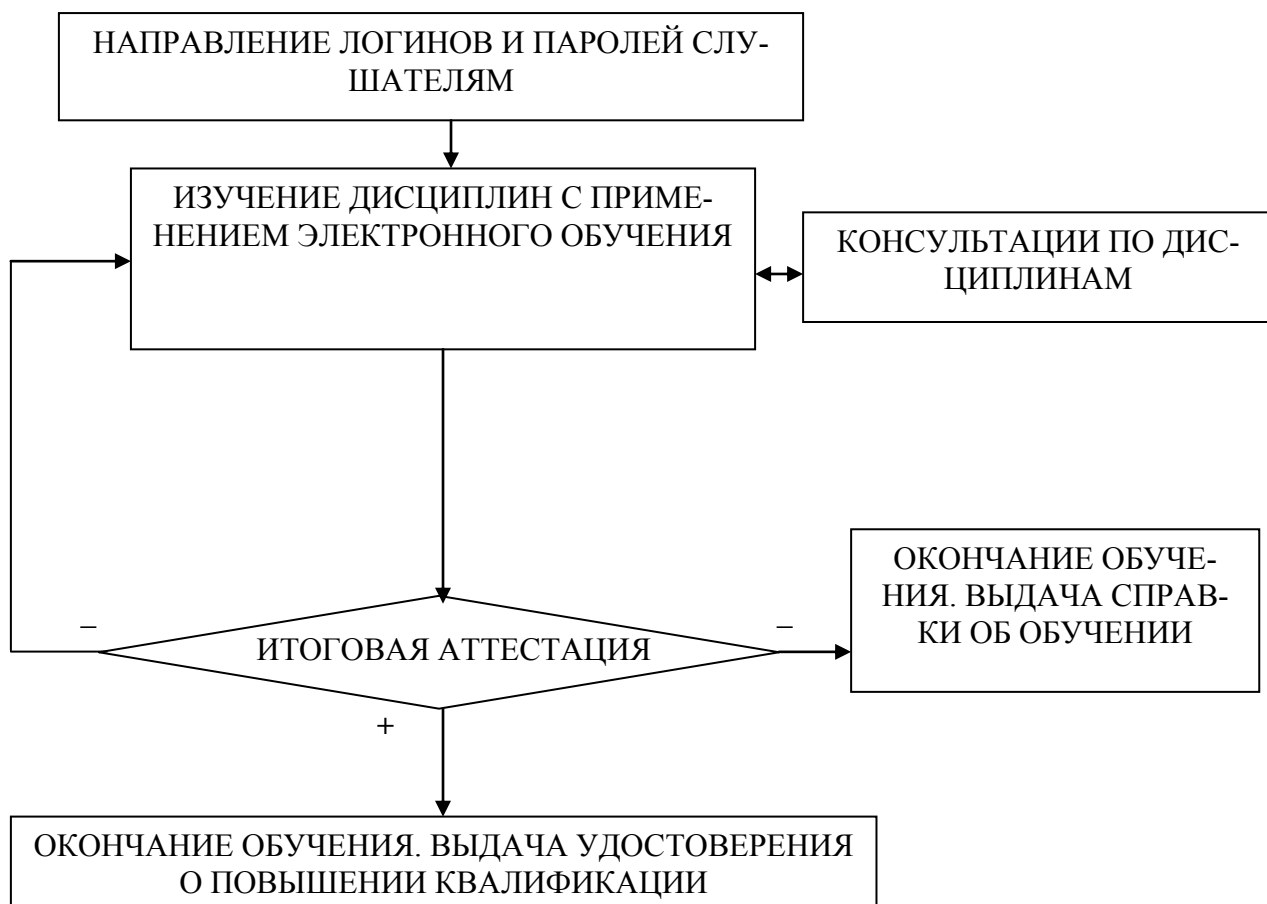 НАПРАВЛЕНИЕ ЛОГИНОВ И ПАРОЛЕЙ СЛУ-
ШАТЕЛЯМ
ИЗУЧЕНИЕ ДИСЦИПЛИН С ПРИМЕ-
НЕНИЕМ ЭЛЕКТРОННОГО ОБУЧЕНИЯ
КОНСУЛЬТАЦИИ ПО ДИС-
ЦИПЛИНАМ
ОКОНЧАНИЕ ОБУЧЕ-
НИЯ. ВЫДАЧА СПРАВ-
КИ ОБ ОБУЧЕНИИ
–
ИТОГОВАЯ АТТЕСТАЦИЯ
–
+
ОКОНЧАНИЕ ОБУЧЕНИЯ. ВЫДАЧА УДОСТОВЕРЕНИЯ
О ПОВЫШЕНИИ КВАЛИФИКАЦИИ